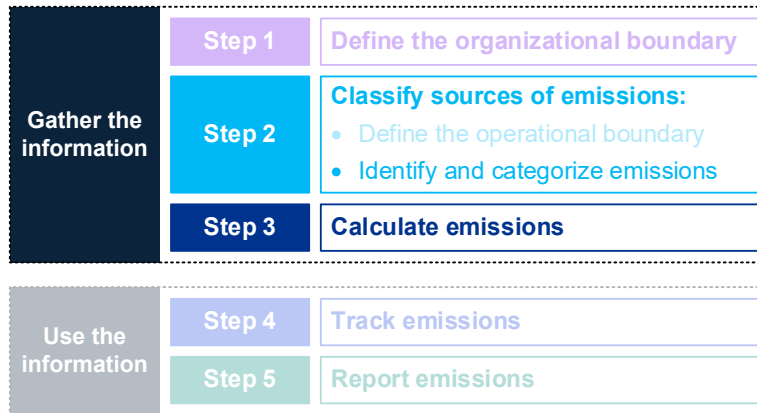 Gather the
information
Step 1
Define the organizational boundary
Step 2
Classify sources of emissions:
• Define the operational boundary
• Identify and categorize emissions
Step 3
Calculate emissions
Use the
information
Step 4
Track emissions
Step 5
Report emissions